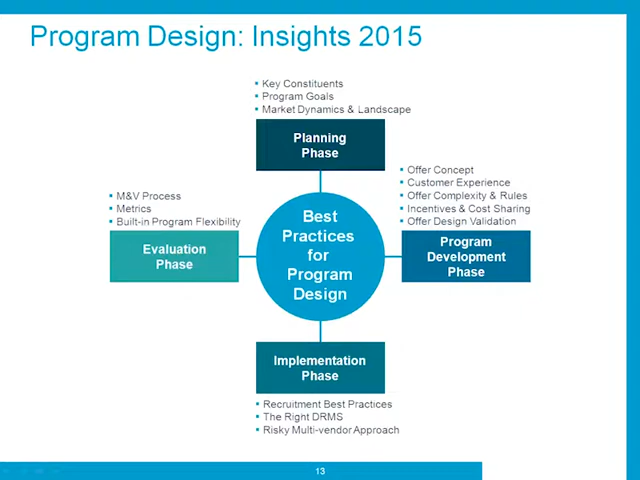 Program Design: Insights 2015
▪ Key Constituents
▪ Program Goals
▪ Market Dynamics & Landscape
Planning
Phase
▪ Offer Concept
▪ Customer Experience
▪ Offer Complexity & Rules
▪ Incentives & Cost Sharing
▪ Offer Design Validation
Program
Development
Phase
▪ M&V Process
▪ Metrics
▪ Built-in Program Flexibility
Evaluation
Phase
Best
Practices
for
Program
Design
Implementation
Phase
▪ Recruitment Best Practices
▪ The Right DRMS
▪ Risky Multi-vendor Approach
13